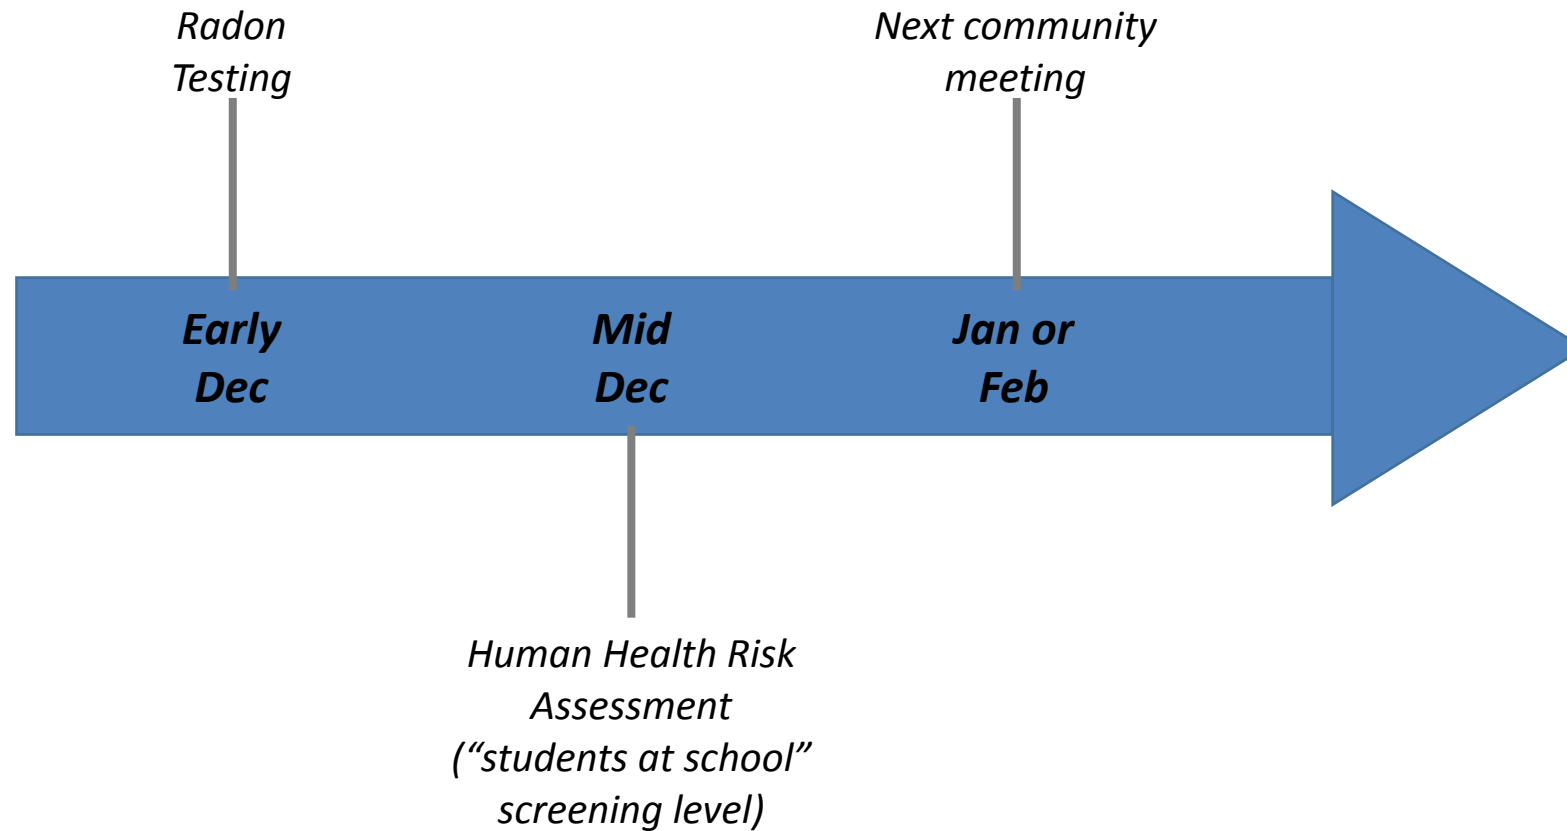 Radon
Testing
Next community
meeting
Early
Dec
Mid
Dec
Jan or
Feb
Human Health Risk
Assessment
(“students at school”
screening level)